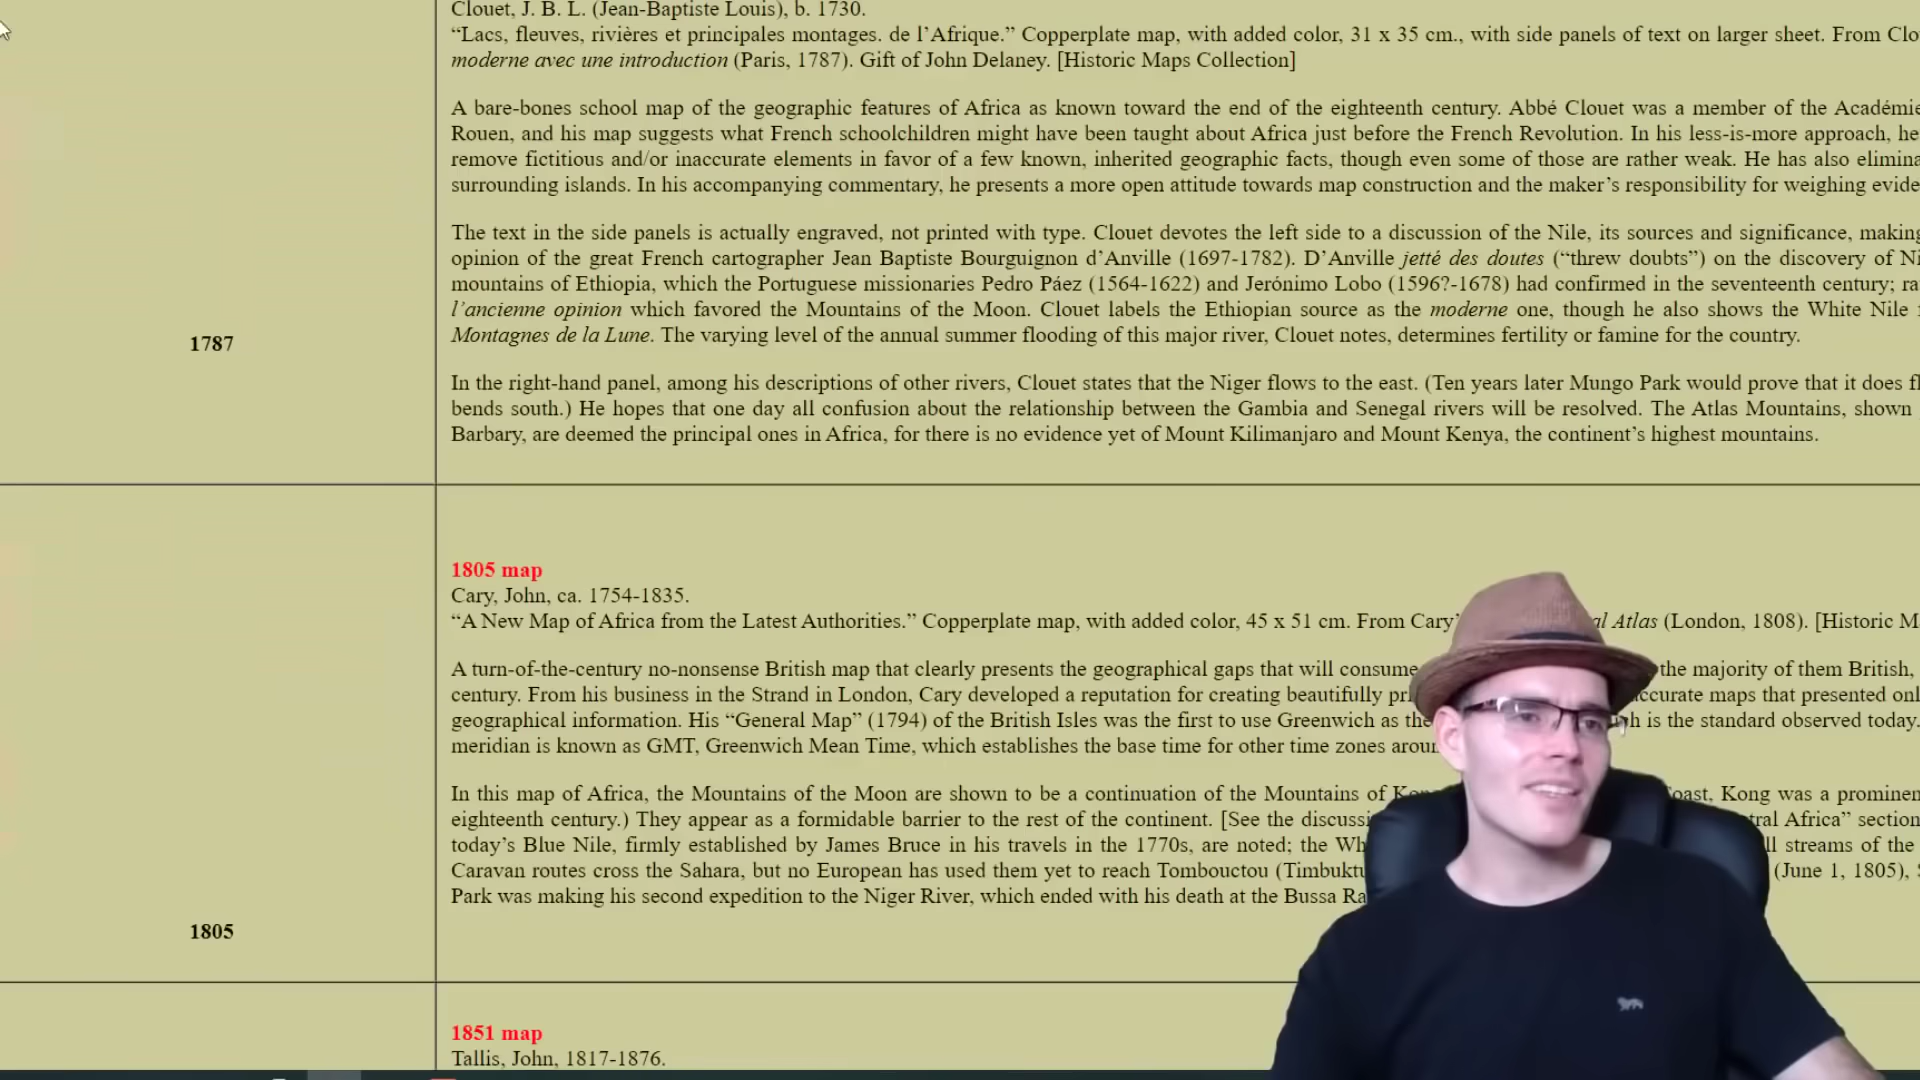 Clouet, J. B. L. (Jean-Baptiste Louis), b. 1730.
“Lacs, fleuves, rivières et principales montages. de l’Afrique.” Copperplate map, with added color, 31 x 35 cm., with side panels of text on larger sheet. From
moderne avec une introduction (Paris, 1787). Gift of John Delaney. [Historic Maps Collection]
A bare-bones school map of the geographic features of Africa as known toward the end of the eighteenth century. Abbé Clouet was a member of the Académie
Rouen, and his map suggests what French schoolchildren might have been taught about Africa just before the French Revolution. In his less-is-more approach, he
remove fictitious and/or inaccurate elements in favor of a few known, inherited geographic facts, though even some of those are rather weak. He has also
surrounding islands. In his accompanying commentary, he presents a more open attitude towards map construction and the maker’s responsibility for weighing
The text in the side panels is actually engraved, not printed with type. Clouet devotes the left side to a discussion of the Nile, its sources and significance, making
opinion of the great French cartographer Jean Baptiste Bourguignon d’Anville (1697-1782). D’Anville jetté des doutes (“threw doubts”) on the discovery of
mountains of Ethiopia, which the Portuguese missionaries Pedro Páez (1564-1622) and Jerónimo Lobo (1596?-1678) had confirmed in the seventeenth century;
l’ancienne opinion which favored the Mountains of the Moon. Clouet labels the Ethiopian source as the moderne one, though he also shows the White Nile
1787
Montagnes de la Lune. The varying level of the annual summer flooding of this major river, Clouet notes, determines fertility or famine for the country.
In the right-hand panel, among his descriptions of other rivers, Clouet states that the Niger flows to the east. (Ten years later Mungo Park would prove that it does
bends south.) He hopes that one day all confusion about the relationship between the Gambia and Senegal rivers will be resolved. The Atlas Mountains, shown
Barbary, are deemed the principal ones in Africa, for there is no evidence yet of Mount Kilimanjaro and Mount Kenya, the continent’s highest mountains.
1805 map
Cary, John, ca. 1754-1835.
“A New Map of Africa from the Latest Authorities.” Copperplate map, with added color, 45 x 51 cm. From Cary’ Atlas (London, 1808). [Historic
A turn-of-the-century no-nonsense British map that clearly presents the geographical gaps that will consume the majority of them British,
century. From his business in the Strand in London, Cary developed a reputation for creating beautifully accurate maps that presented
geographical information. His “General Map” (1794) of the British Isles was the first to use Greenwich as the is the standard observed today.
meridian is known as GMT, Greenwich Mean Time, which establishes the base time for other time zones
In this map of Africa, the Mountains of the Moon are shown to be a continuation of the Mountains of Kong was a
eighteenth century.) They appear as a formidable barrier to the rest of the continent. [See the Africa” section
today’s Blue Nile, firmly established by James Bruce in his travels in the 1770s, are noted; the streams of the
Caravan routes cross the Sahara, but no European has used them yet to reach Tombouctou (June 1, 1805),
Park was making his second expedition to the Niger River, which ended with his death at the Bussa
1805
1851 map
Tallis, John, 1817-1876.